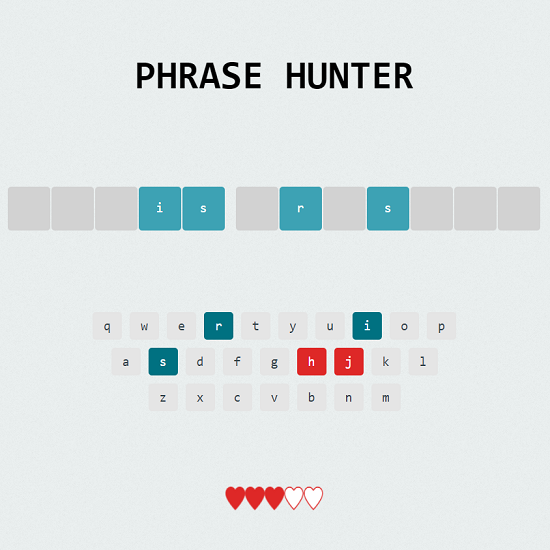 PHRASE HUNTER
i s r s
q w e r t y u i o p
a s d f g h j k l
z x c v b n m